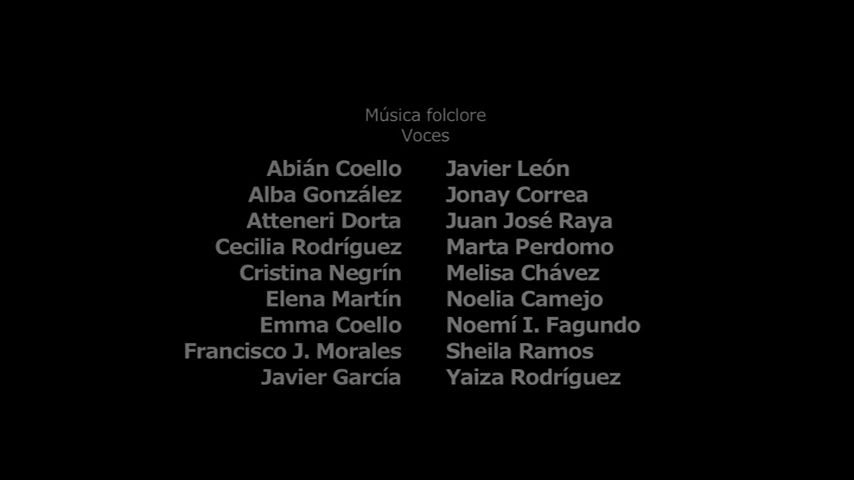 Música folclore
Voces
Abián Coello Javier León
Alba González Jonay Correa
Atteneri Dorta Juan José Raya
Cecilia Rodríguez Marta Perdomo
Cristina Negrín Melisa Chávez
Elena Martín Noelia Camejo
Emma Coello Noemí I. Fagundo
Francisco J. Morales Sheila Ramos
Javier García Yaiza Rodríguez